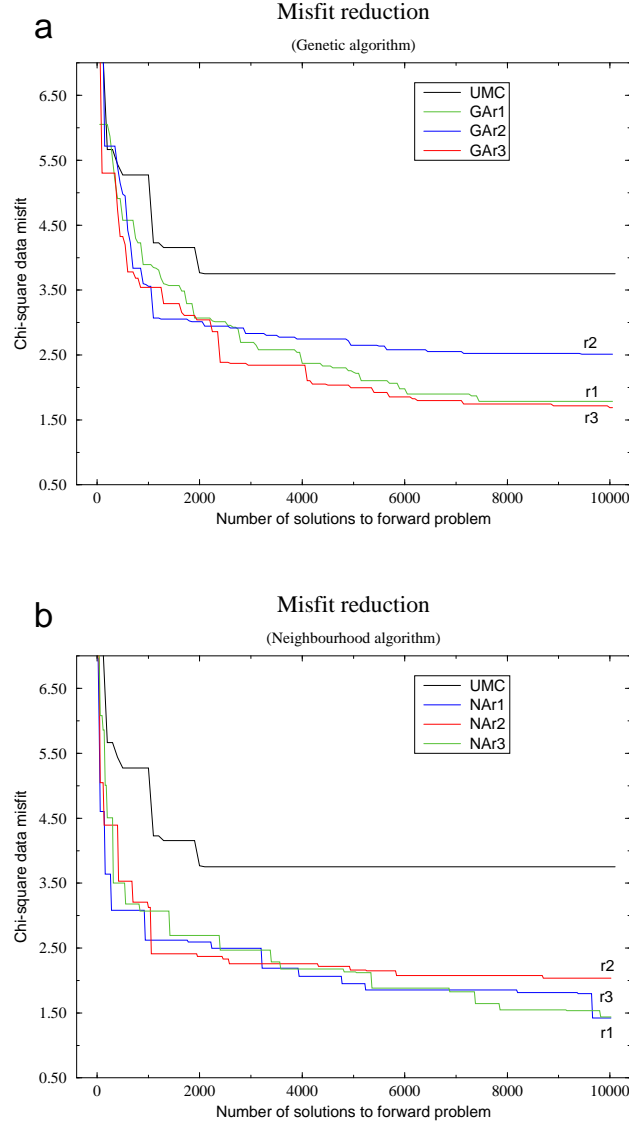 a
Misfit reduction
(Genetic algorithm)
6.50
5.50
4.50
3.50
2.50
1.50
0.50
Chi-square data misfit
UMC
GAr1
GAr2
GAr3
r2
r1
r3
0
2000
4000
6000
8000
10000
Number of solutions to forward problem
b
Misfit reduction
(Neighbourhood algorithm)
6.50
5.50
4.50
3.50
2.50
1.50
0.50
Chi-square data misfit
UMC
NAr1
NAr2
NAr3
r2
r3
r1
0
2000
4000
6000
8000
10000
Number of solutions to forward problem